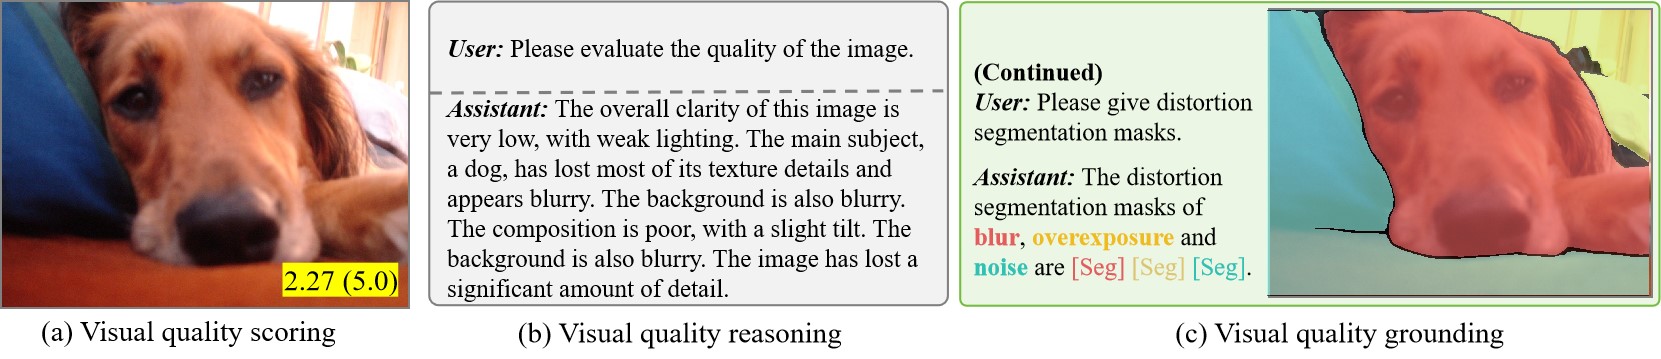 2.27 (5.0)
(a) Visual quality scoring
User: Please evaluate the quality of the image.
Assistant: The overall clarity of this image is
very low, with weak lighting. The main subject,
a dog, has lost most of its texture details and
appears blurry. The background is also blurry.
The composition is poor, with a slight tilt. The
background is also blurry. The image has lost a
significant amount of detail.
(b) Visual quality reasoning
(Continued)
User: Please give distortion
segmentation masks.
Assistant: The distortion
segmentation masks of
blur, overexposure and
noise are [Seg] [Seg] [Seg].
(c) Visual quality grounding